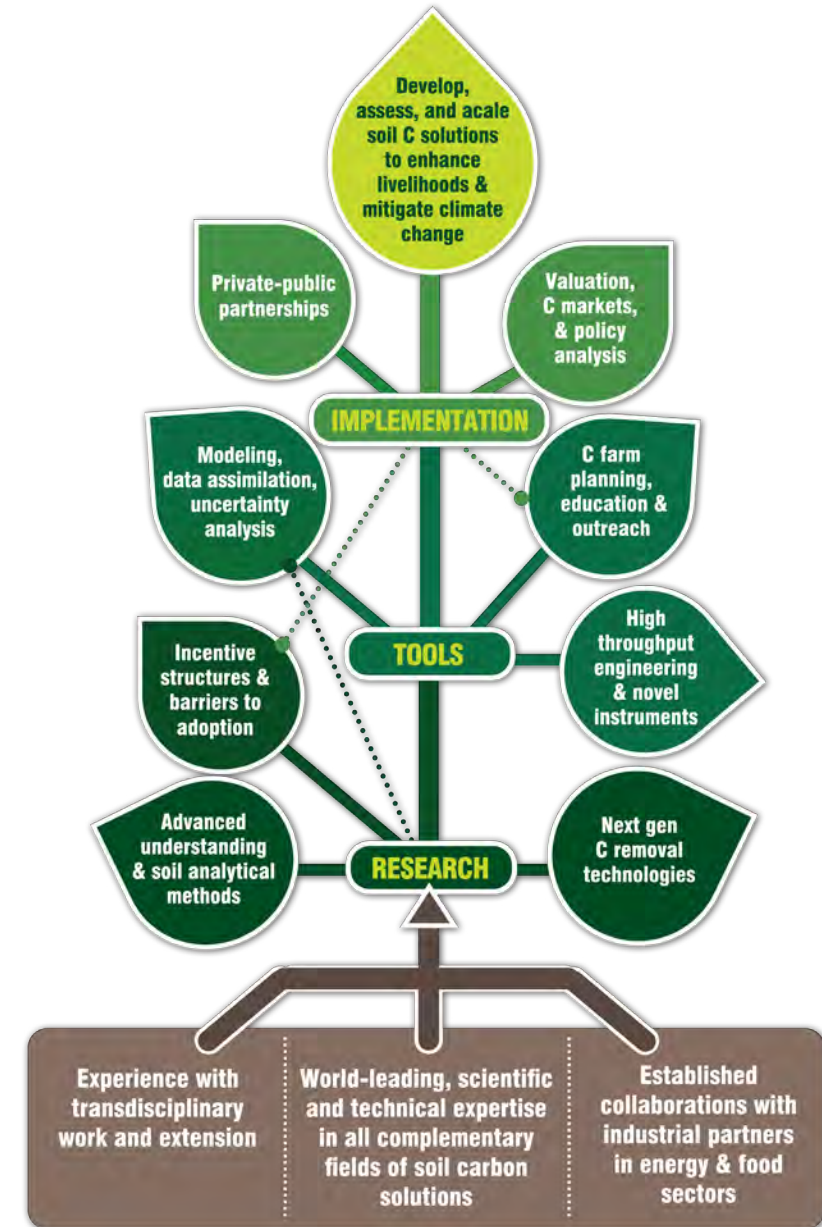 Develop,
assess, and acale
soil C solutions
to enhance
livelihoods &
mitigate climate
change
Private-public
partnerships
Valuation,
C markets,
& policy
analysis
IMPLEMENTATION
Modeling,
data assimilation,
uncertainty
analysis
C farm
planning,
education &
outreach
TOOLS
High
throughput
engineering
& novel
instruments
Incentive
structures &
barriers to
adoption
Advanced
understanding
& soil analytical
methods
RESEARCH
Next gen
C removal
technologies
Experience with
transdisciplinary
work and extension
World-leading, scientific
and technical expertise
in all complementary
fields of soil carbon
solutions
Established
collaborations with
industrial partners
in energy & food
sectors